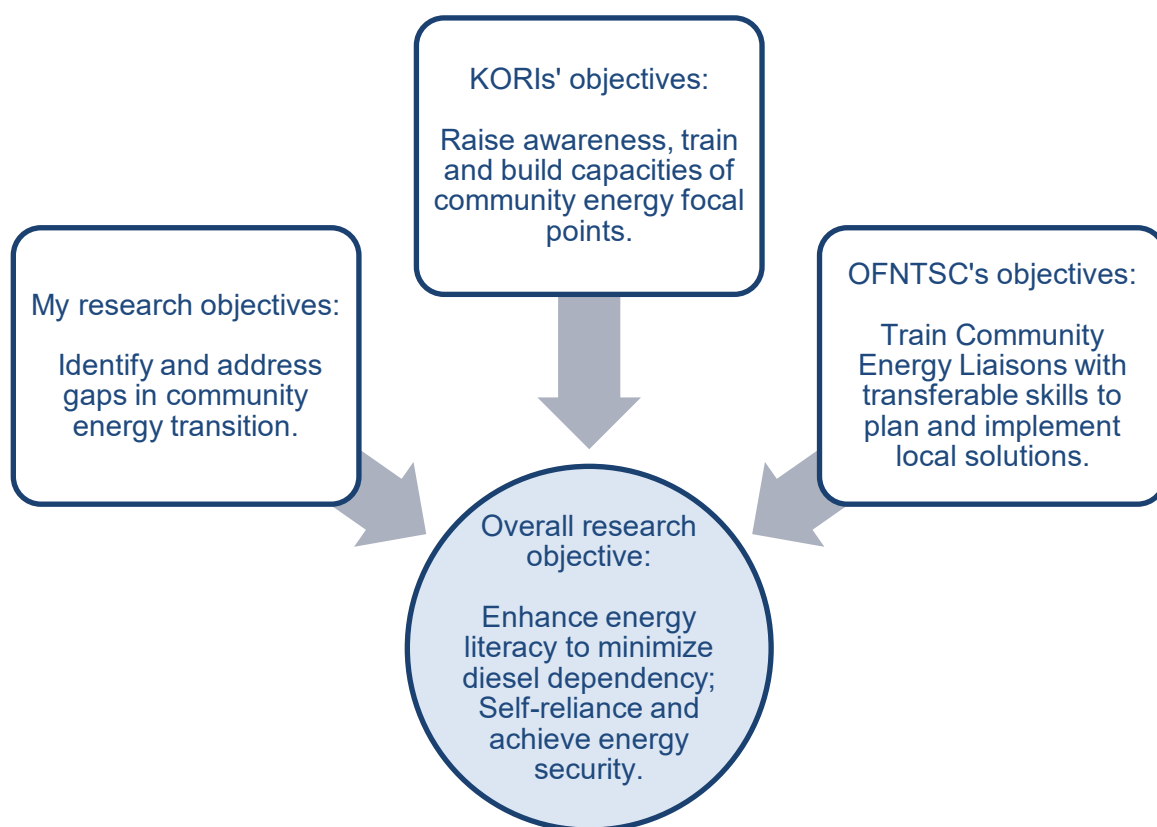 KORIs' objectives:
Raise awareness, train
and build capacities of
community energy focal
points.
My research objectives:
Identify and address
gaps in community
energy transition.
OFNTSC's objectives:
Train Community
Energy Liaisons with
transferable skills to
plan and implement
local solutions.
Overall research
objective:
Enhance energy
literacy to minimize
diesel dependency;
Self-reliance and
achieve energy
security.